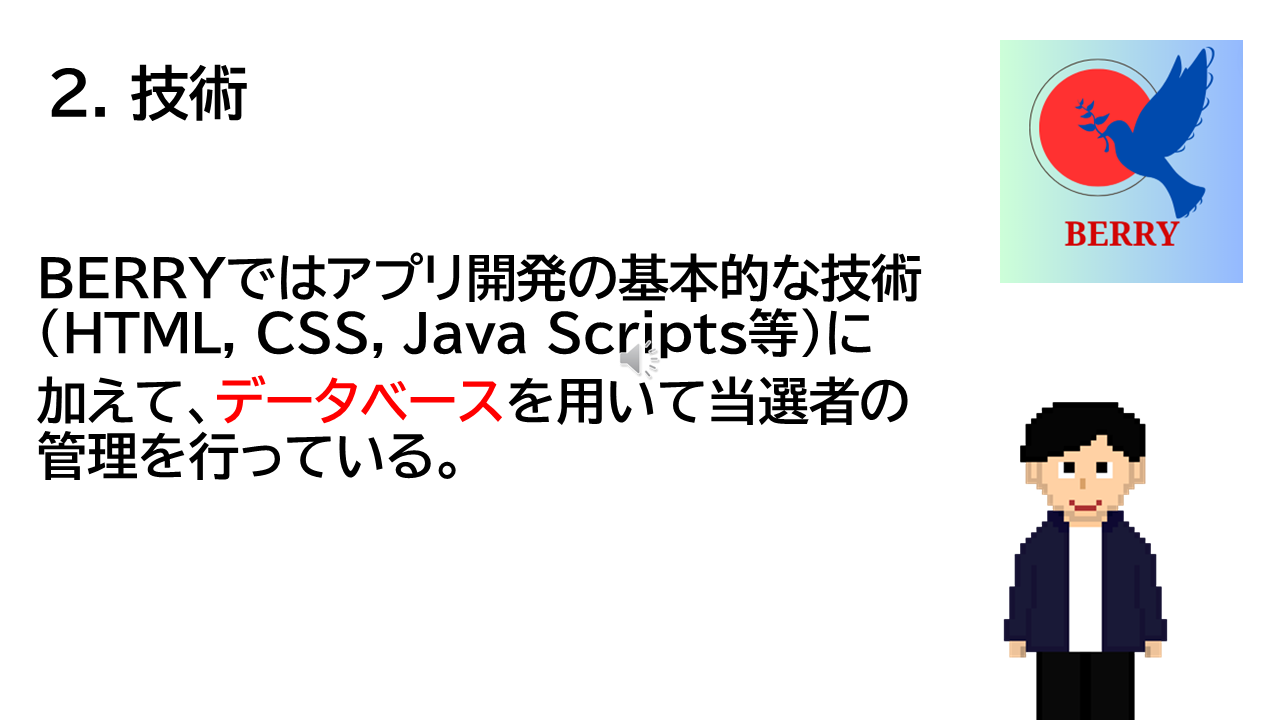 2. 技術
BERRY
BERRYではアプリ開発の基本的な技術
(HTML, CSS, Java Scripts等)に
加えて、データベースを用いて当選者の
管理を行っている。